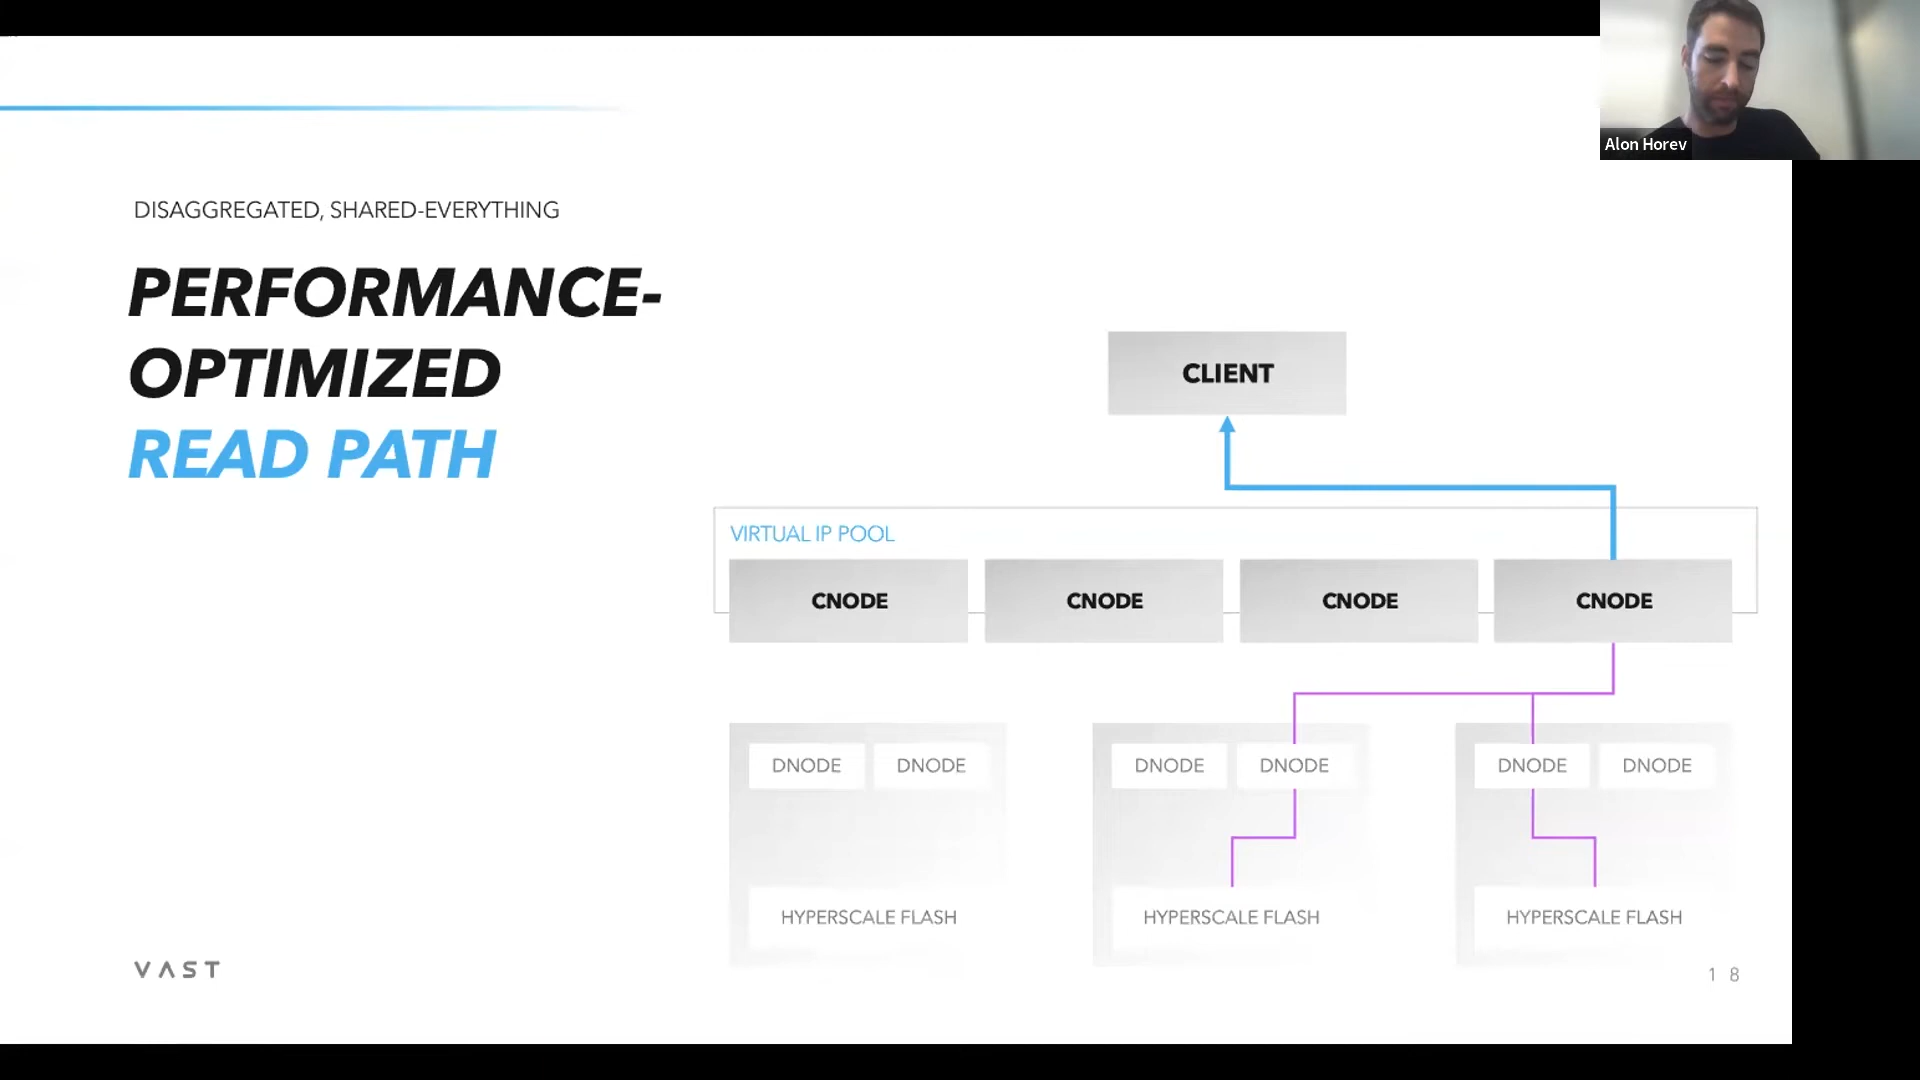 Alon Horev
DISAGGREGATED, SHARED-EVERYTHING
PERFORMANCE-
OPTIMIZED
READ PATH
CLIENT
VIRTUAL IP POOL
CNODE CNODE CNODE CNODE
DNODE DNODE DNODE DNODE DNODE DNODE
HYPERSCALE FLASH HYPERSCALE FLASH HYPERSCALE FLASH
VAST
18